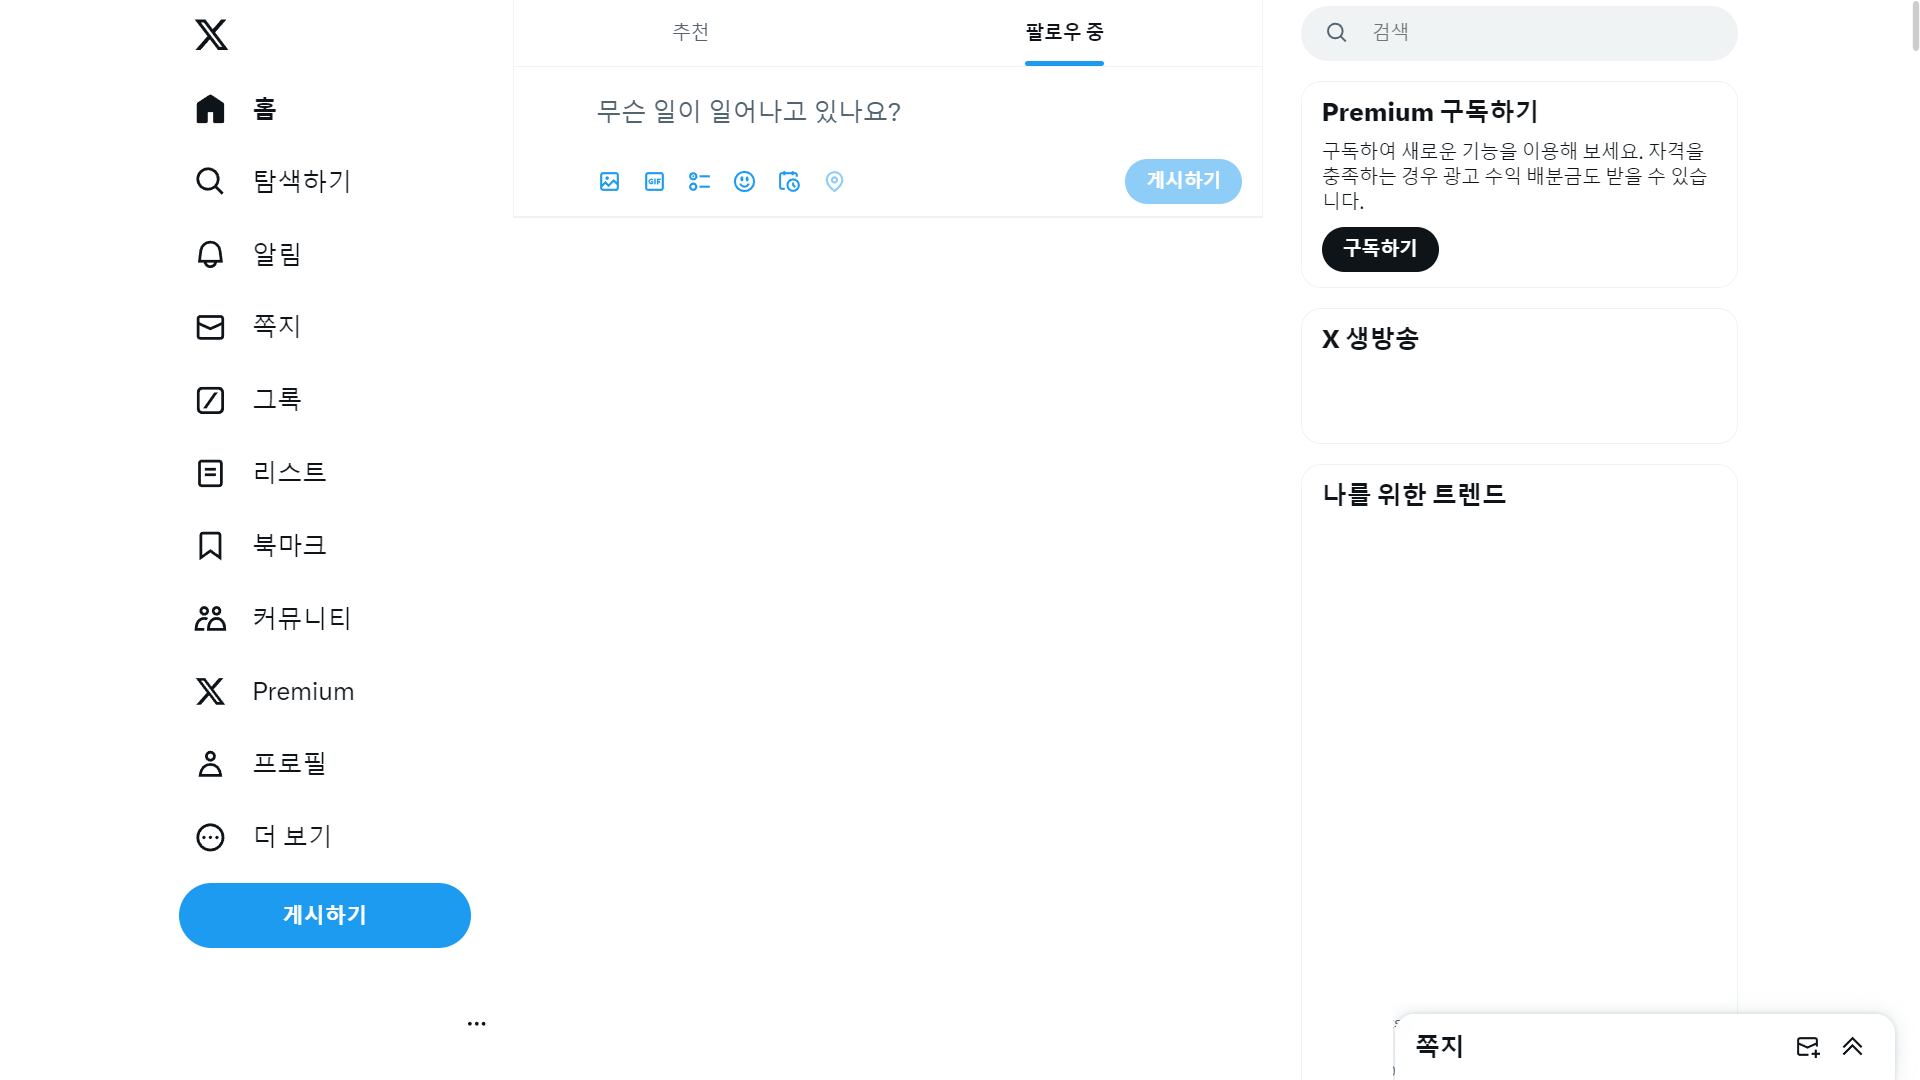 홈
탐색하기
알림
쪽지
그록
리스트
북마크
커뮤니티
Premium
프로필
더 보기
게시하기
추천
팔로우 중
무슨 일이 일어나고 있나요?
GIF
게시하기
검색
Premium 구독하기
구독하여 새로운 기능을 이용해 보세요. 자격을
충족하는 경우 광고 수익 배분금도 받을 수 있습
니다.
구독하기
X 생방송
나를 위한 트렌드
쪽지